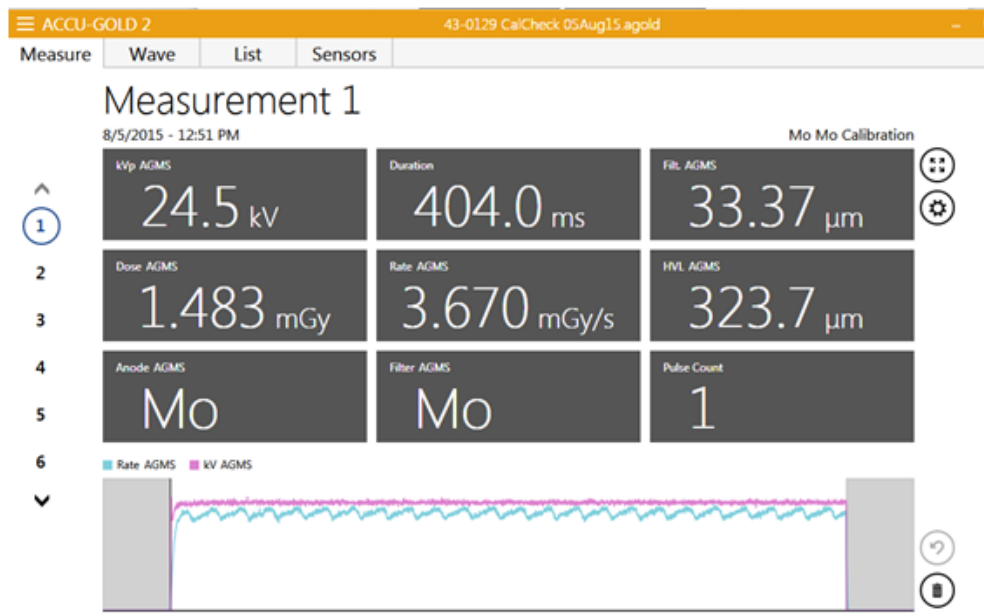 ACCU-GOLD 2
43-0129 CalCheck 05Aug15.agold
Measure Wave List Sensors
Measurement 1
8/5/2015 - 12:51 PM
Mo Mo Calibration
kVp AGMS
24.5 kV
Duration
404.0 ms
Filt. AGMS
33.37 µm
Dose AGMS
1.483 mGy
Rate AGMS
3.670 mGy/s
HVL AGMS
323.7 µm
Anode AGMS
Mo
Filter AGMS
Mo
Pulse Count
1
1
2
3
4
5
6
Rate AGMS kV AGMS